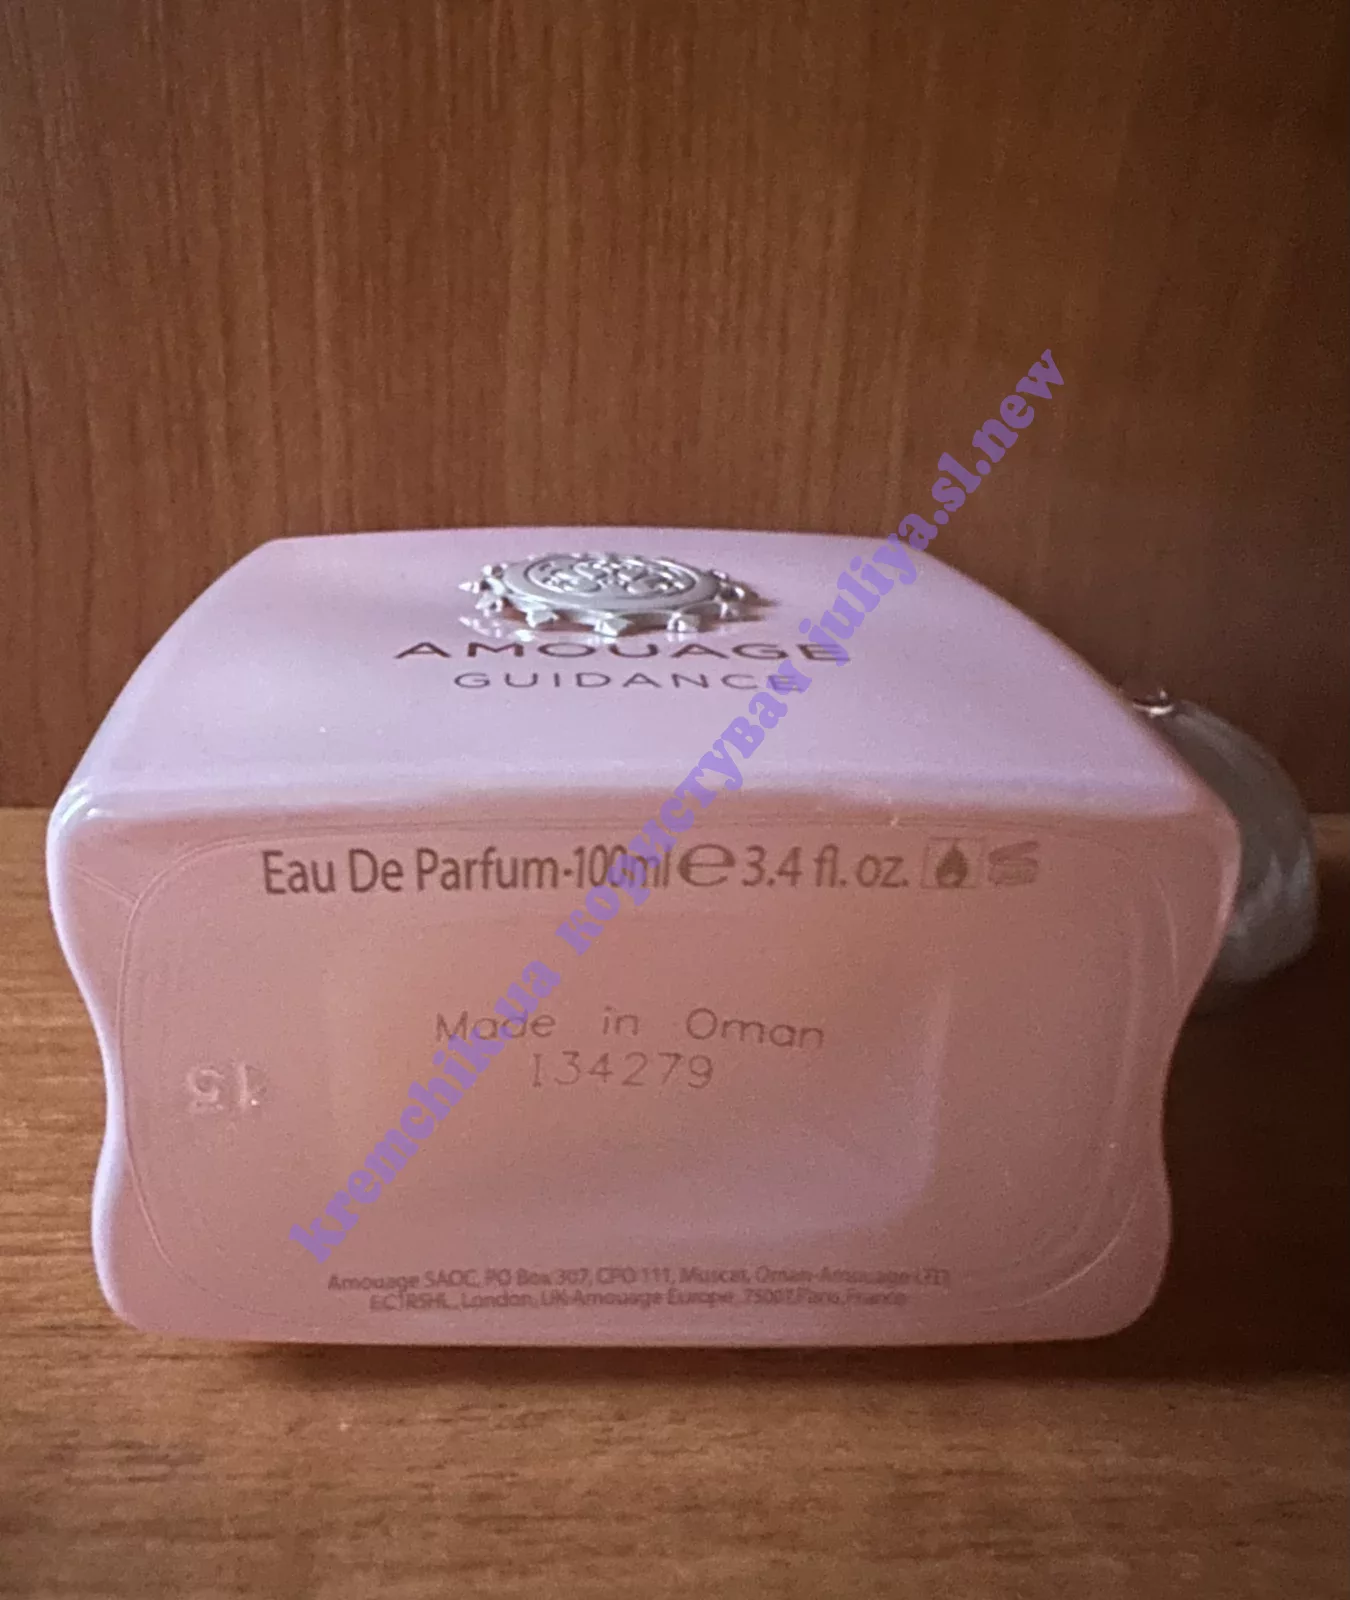 AMOUAGE
GUIDANCE
Eau De Parfum·100ml ℮ 3.4 fl. oz.
Made in Oman
134279
15
Amouage SAOC, PO Box 307, CPO 111, Muscat, Oman-Amouage LTD
London, UK-Amouage Europe, 75001, Paris, France
kremchik.ua користувач juliya.sl.new